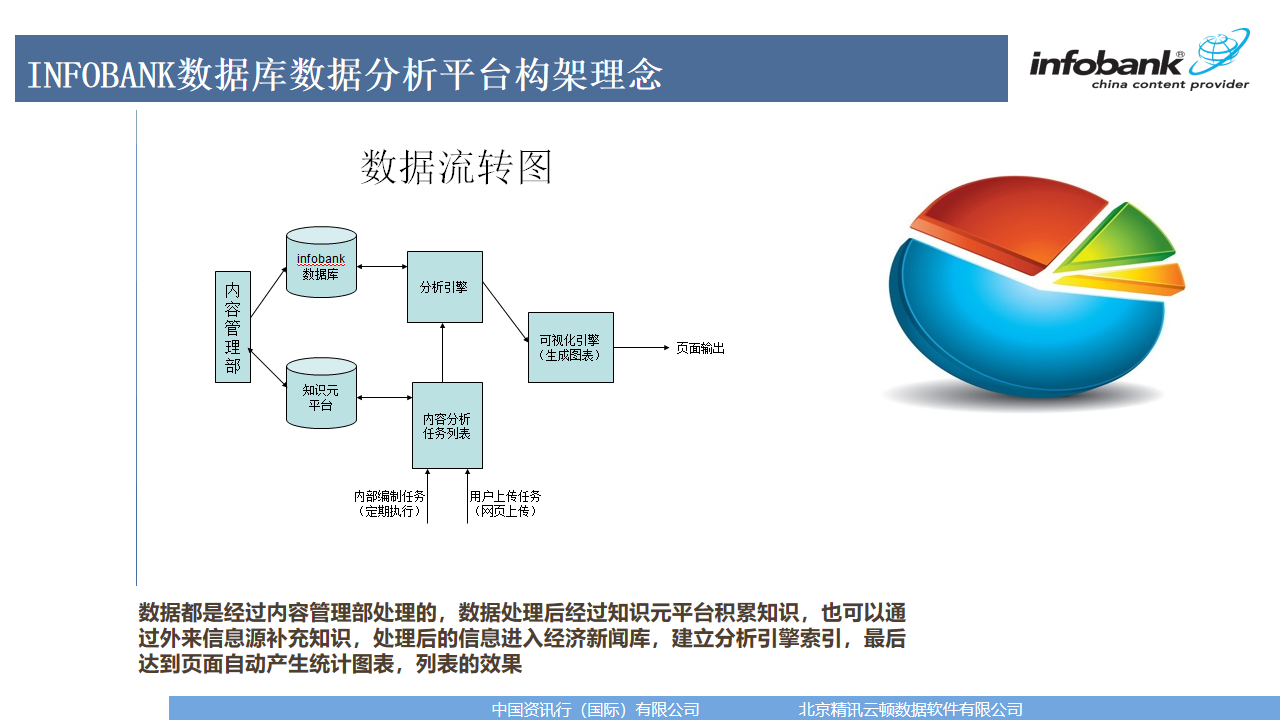 INFOBANK数据库数据分析平台构架理念
infobank®
china content provider
数据流转图
infobank
数据库
分析引擎
内
容
管
理
部
可视化引擎
（生成图表）
页面输出
知识元
平台
内容分析
任务列表
内部编制任务
（定期执行）
用户上传任务
（网页上传）
数据都是经过内容管理部处理的，数据处理后经过知识元平台积累知识，也可以通
过外来信息源补充知识，处理后的信息进入经济新闻库，建立分析引擎索引，最后
达到页面自动产生统计图表，列表的效果
中国资讯行（国际）有限公司
北京精讯云顿数据软件有限公司